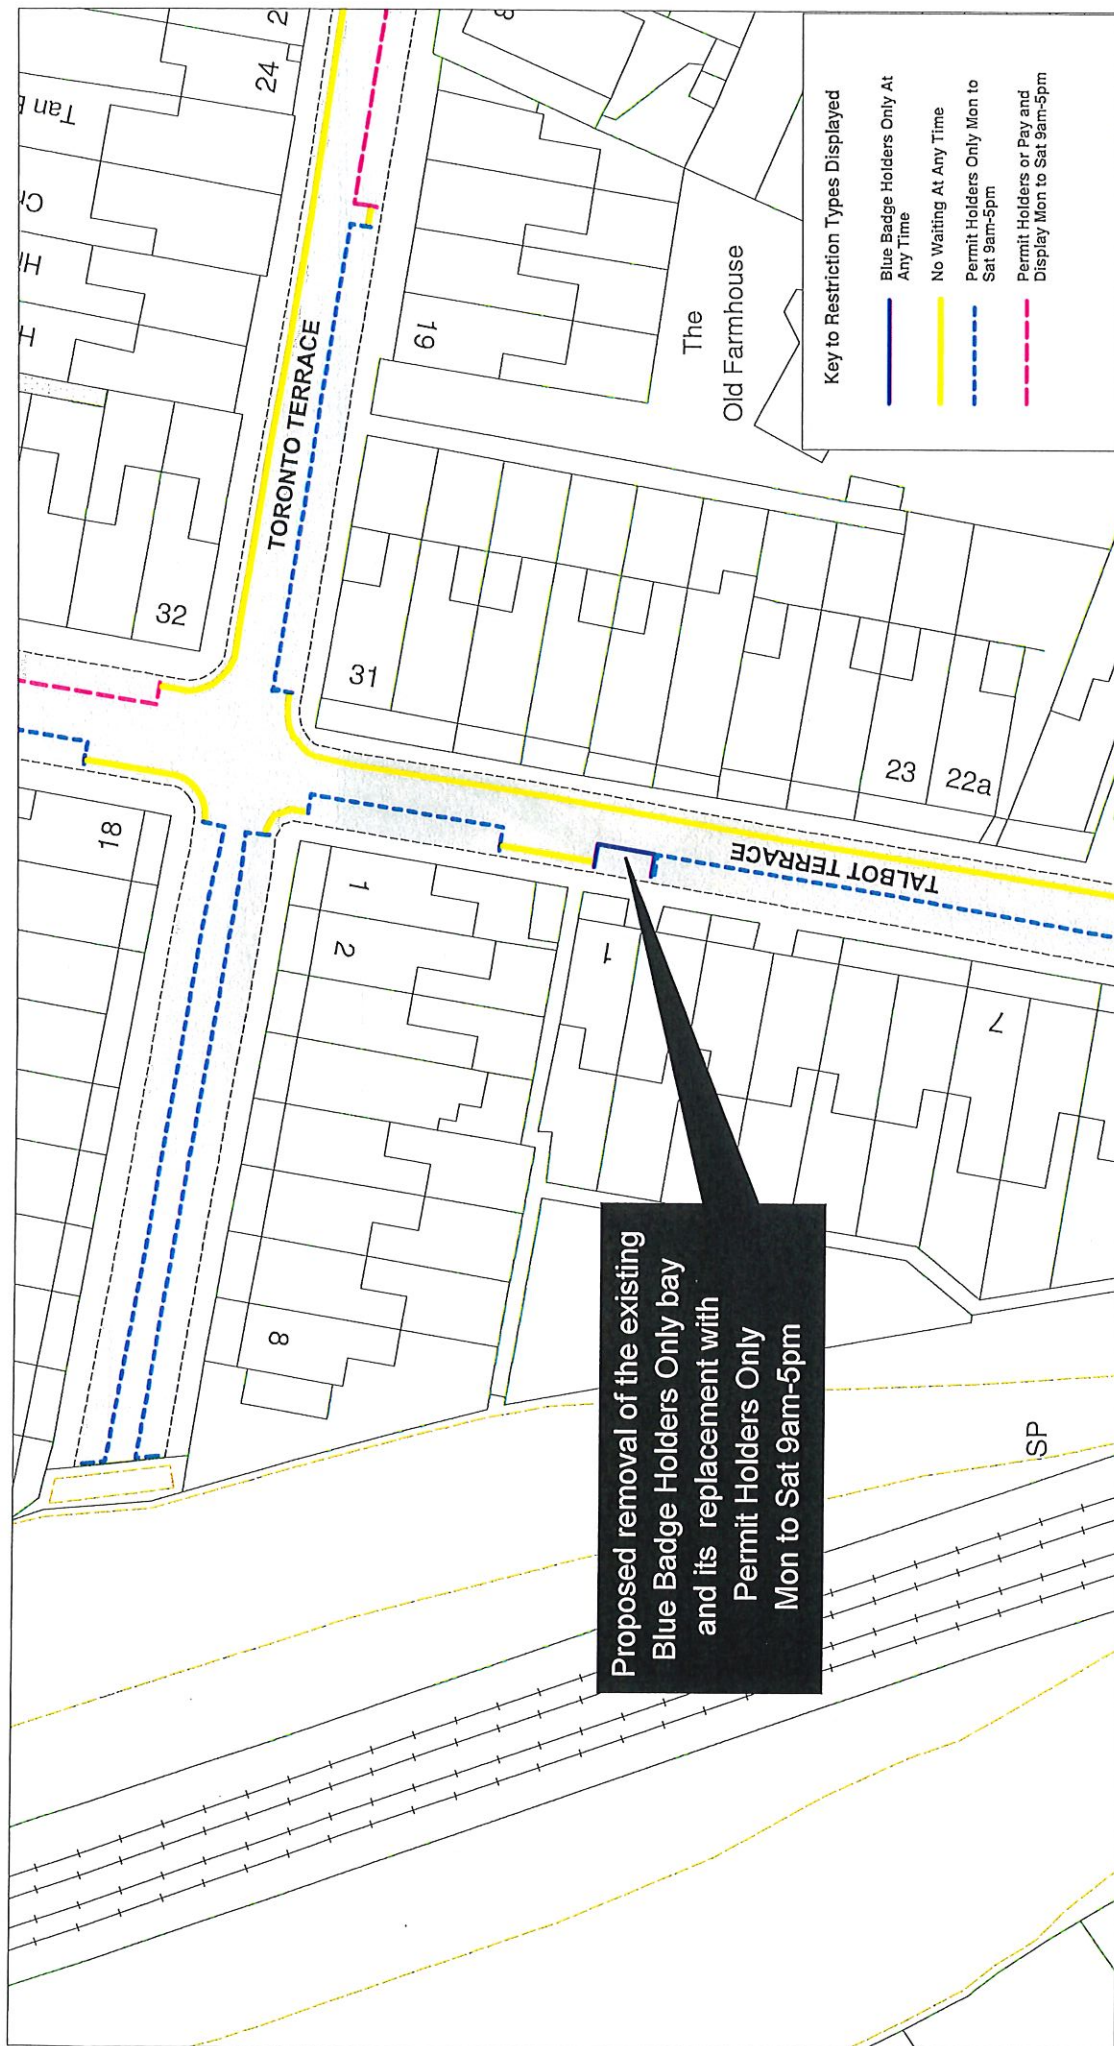 Key to Restriction Types Displayed
Blue Badge Holders Only At
Any Time
No Waiting At Any Time
Permit Holders Only Mon to
Sat 9am-5pm
Permit Holders or Pay and
Display Mon to Sat 9am-5pm
Proposed removal of the existing
Blue Badge Holders Only bay
and its replacement with
Permit Holders Only
Mon to Sat 9am-5pm
TORONTO TERRACE
TALBOT TERRACE
The
Old Farmhouse
24
32
19
31
23
22a
18
1
2
8
1
7
SP